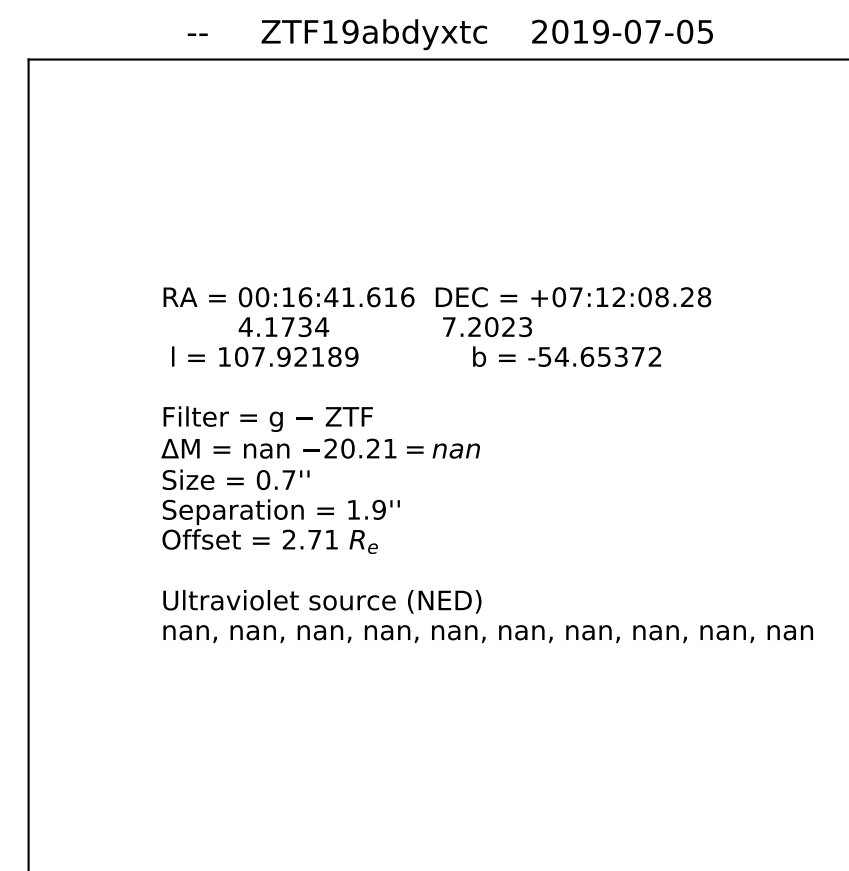 -- ZTF19abdyxtc 2019-07-05
RA = 00:16:41.616 DEC = +07:12:08.28
4.1734 7.2023
l = 107.92189 b = -54.65372
Filter = g − ZTF
ΔM = nan −20.21 = nan
Size = 0.7''
Separation = 1.9''
Offset = 2.71 Re
Ultraviolet source (NED)
nan, nan, nan, nan, nan, nan, nan, nan, nan, nan